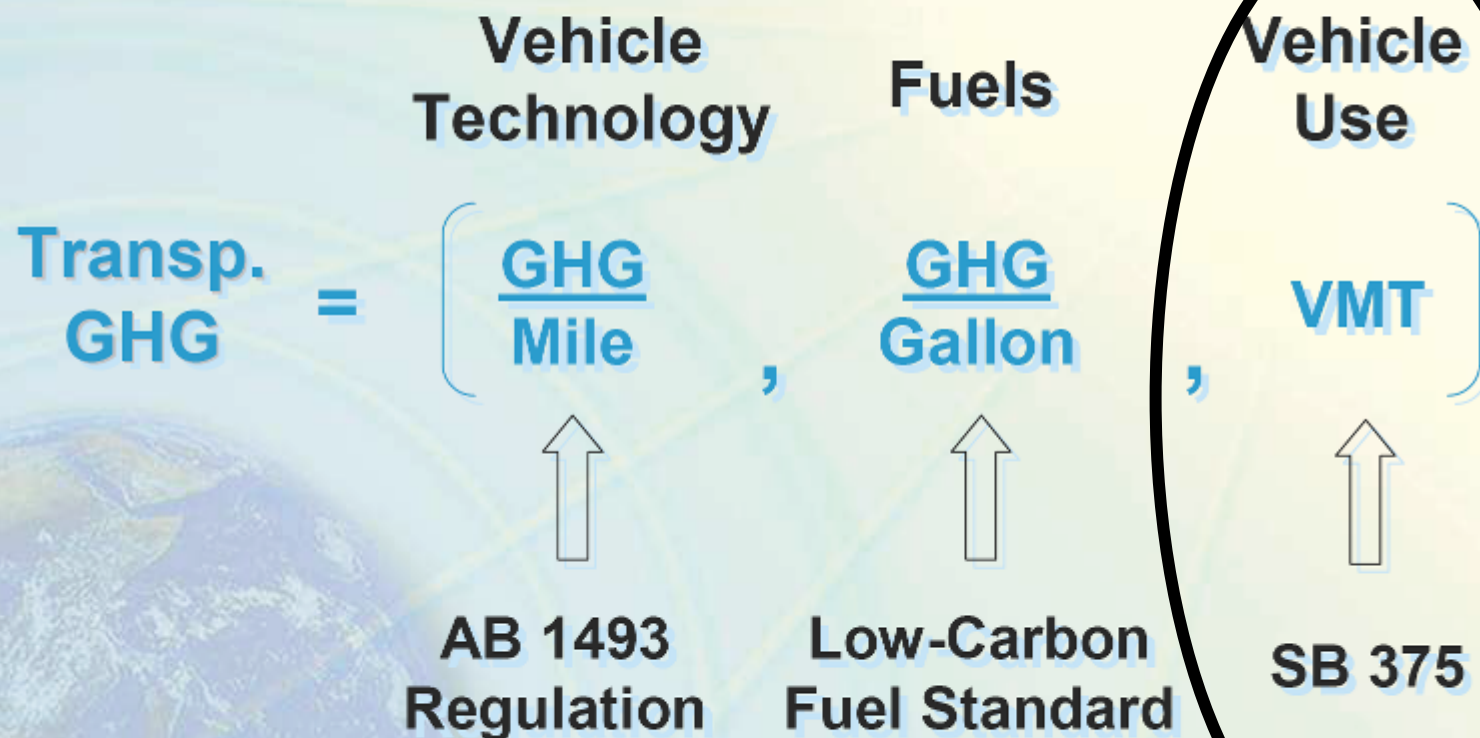 Vehicle
Technology
Fuels
Vehicle
Use
Transp.
GHG
=
GHG
Mile
,
GHG
Gallon
,
VMT
AB 1493
Regulation
Low-Carbon
Fuel Standard
SB 375